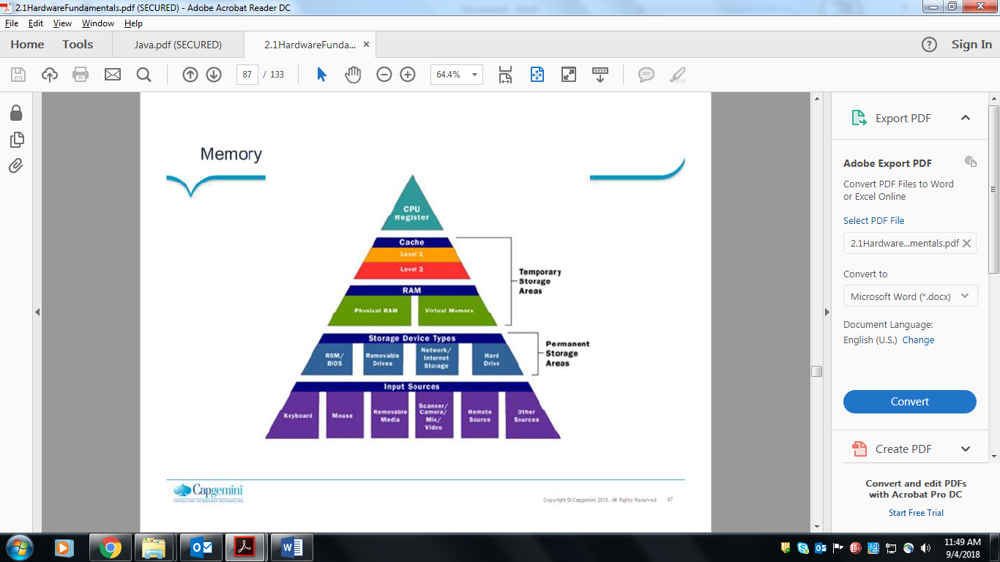 2.1HardwareFundamentals.pdf (SECURED) - Adobe Acrobat Reader DC
File Edit View Window Help
Home Tools Java.pdf (SECURED) 2.1HardwareFunda... × Sign In
87 / 133 64.4%
Memory
CPU
Register
Cache
Level 1
Level 2
Temporary
Storage
Areas
RAM
Physical RAM Virtual Memory
Storage Device Types
ROM/
BIOS
Removable
Drives
Network/
Internet
Storage
Hard
Drive
Permanent
Storage
Areas
Input Sources
Keyboard
Mouse
Removable
Media
Scanner/
Camera/
Mic/
Video
Remote
Source
Other
Sources
Capgemini
CONSULTING.TECHNOLOGY.OUTSOURCING
Copyright © Capgemini 2015. All Rights Reserved 87
Export PDF
Adobe Export PDF
Convert PDF Files to Word
or Excel Online
Select PDF File
2.1Hardware...mentals.pdf
Convert to
Microsoft Word (*.docx)
Document Language:
English (U.S.) Change
Convert
Create PDF
Convert and edit PDFs
with Acrobat Pro DC
Start Free Trial
11:49 AM
9/4/2018